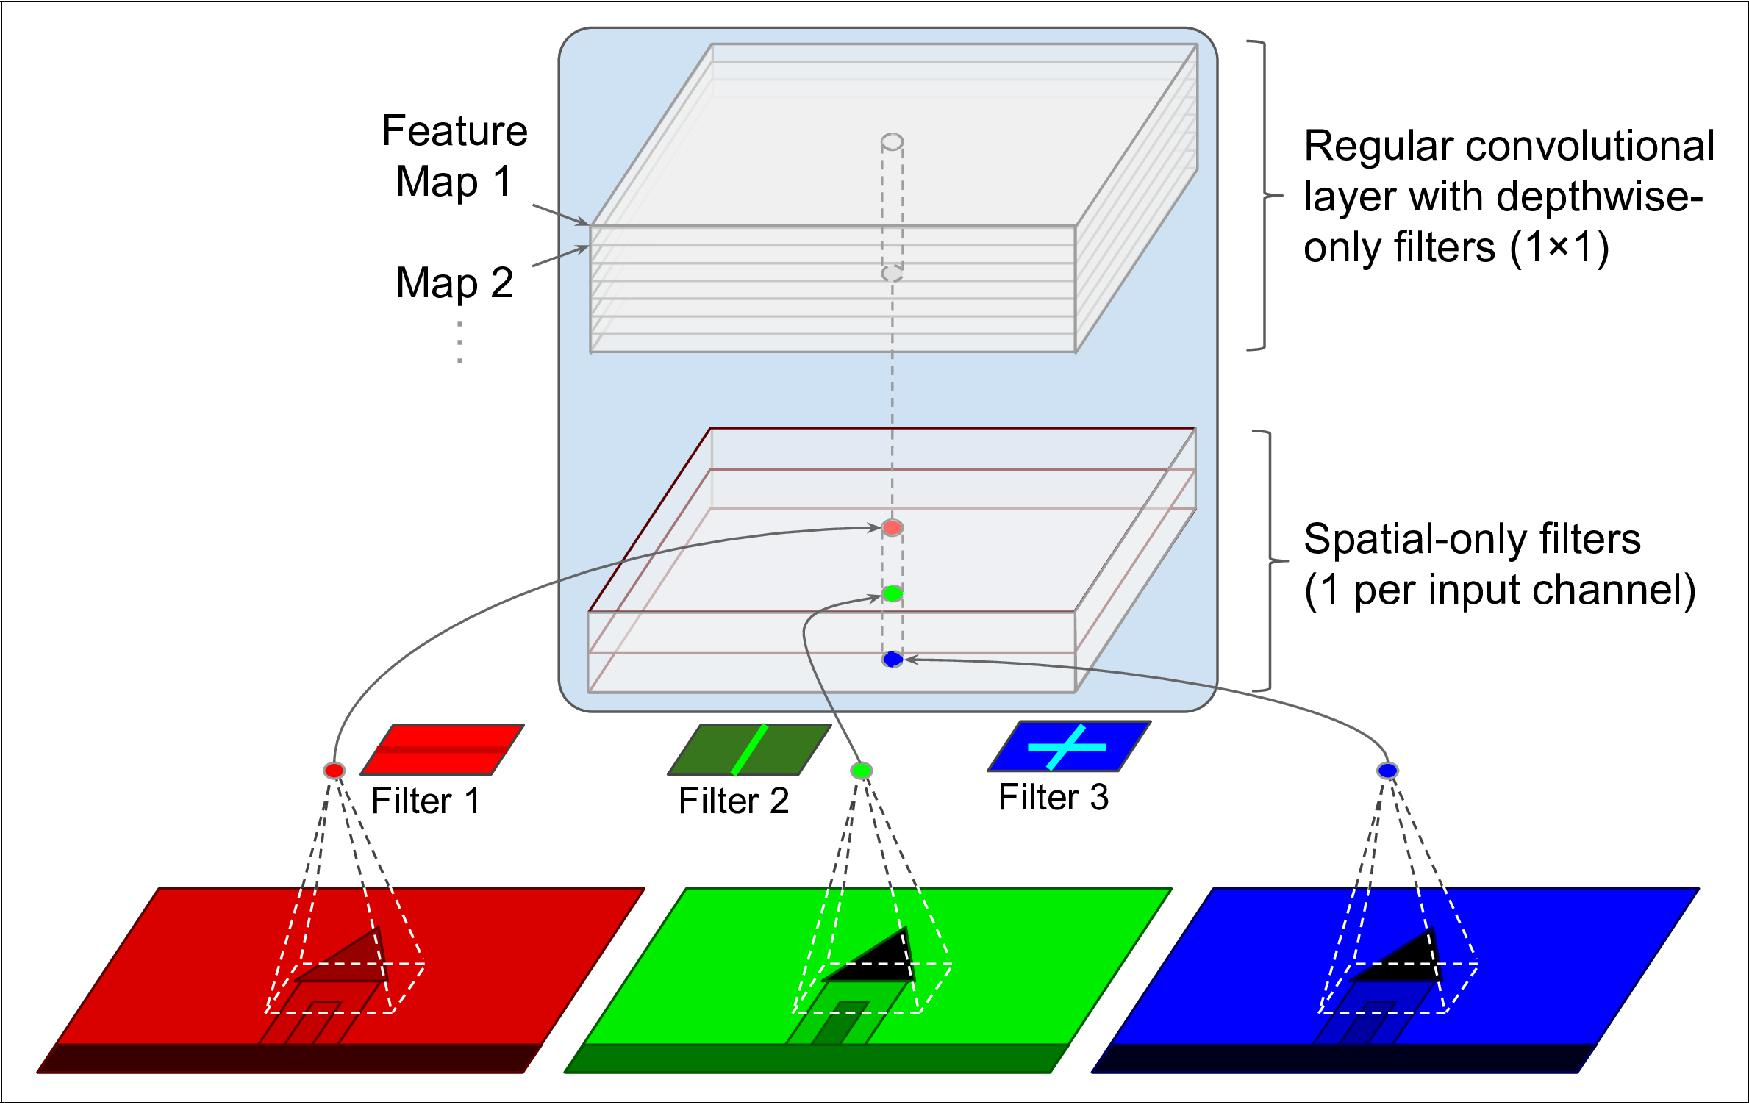 Feature
Map 1
Map 2
Regular convolutional
layer with depthwise-
only filters (1×1)
Spatial-only filters
(1 per input channel)
Filter 1
Filter 2
Filter 3